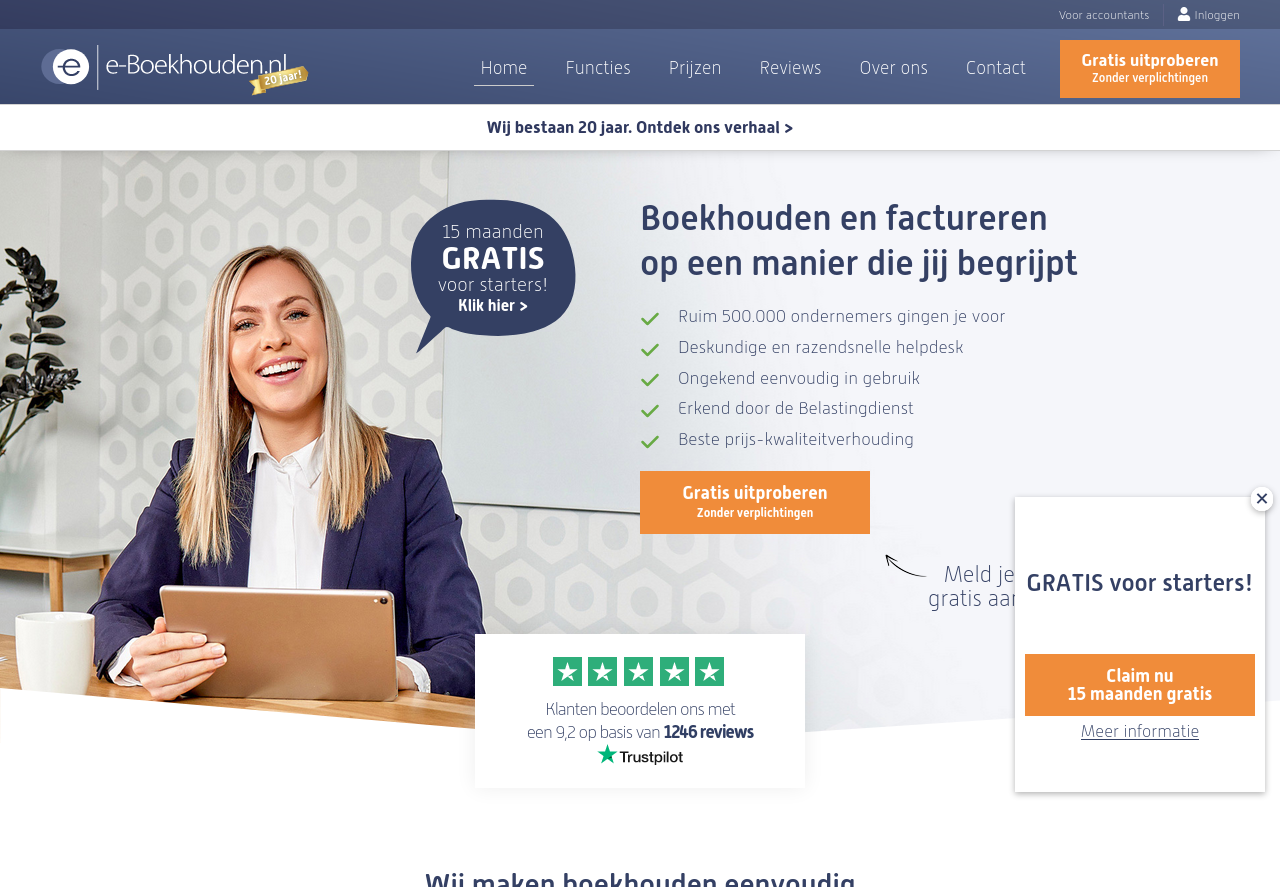 Voor accountants
Inloggen
e-Boekhouden.nl
20 jaar!
Home
Functies
Prijzen
Reviews
Over ons
Contact
Gratis uitproberen
Zonder verplichtingen
Wij bestaan 20 jaar. Ontdek ons verhaal >
15 maanden
GRATIS
voor starters!
Klik hier >
Boekhouden en factureren
op een manier die jij begrijpt
Ruim 500.000 ondernemers gingen je voor
Deskundige en razendsnelle helpdesk
Ongekend eenvoudig in gebruik
Erkend door de Belastingdienst
Beste prijs-kwaliteitverhouding
Gratis uitproberen
Zonder verplichtingen
Meld je
gratis aan
GRATIS voor starters!
Claim nu
15 maanden gratis
Meer informatie
Klanten beoordelen ons met
een 9,2 op basis van 1246 reviews
Trustpilot
Wij maken boekhouden eenvoudig